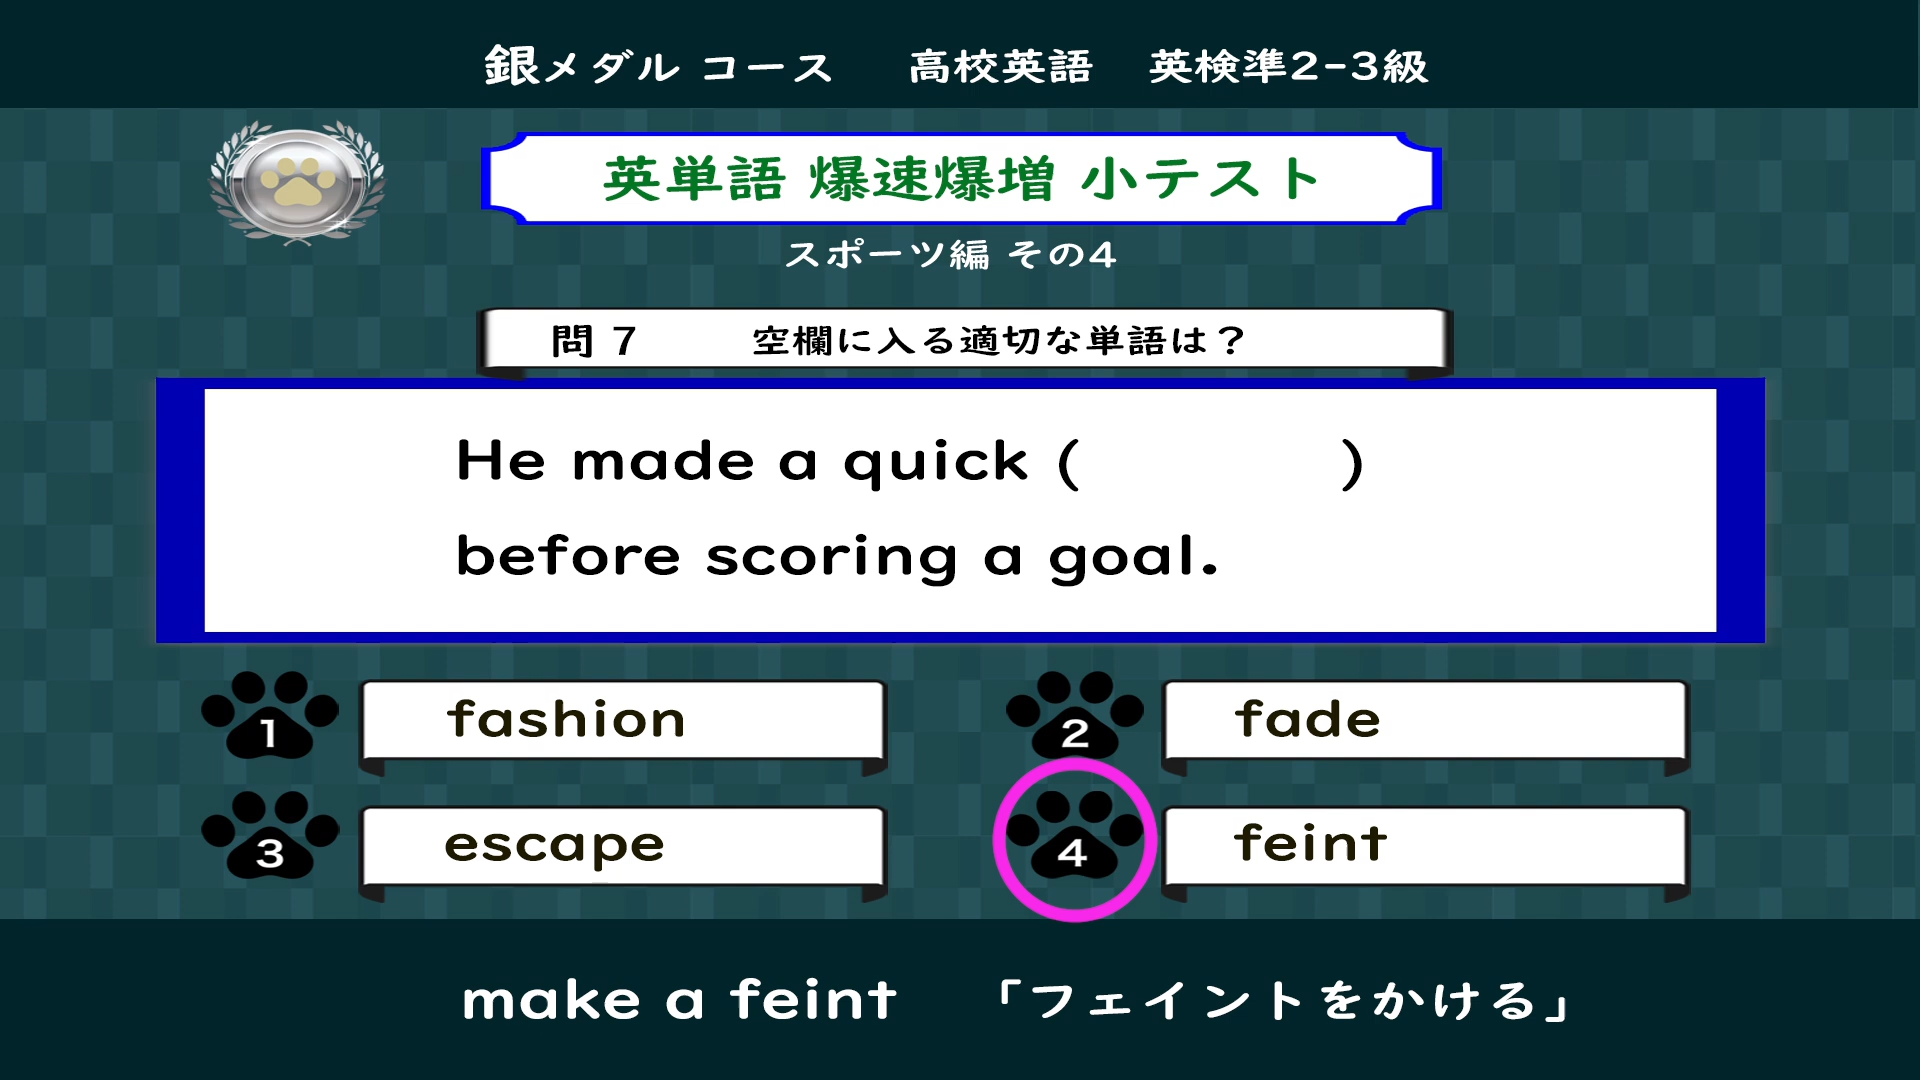 銀メダル コース 高校英語 英検準2-3級
英単語 爆速爆増 小テスト
スポーツ編 その4
問 7 空欄に入る適切な単語は？
He made a quick ( )
before scoring a goal.
1 fashion
2 fade
3 escape
4 feint
make a feint 「フェイントをかける」